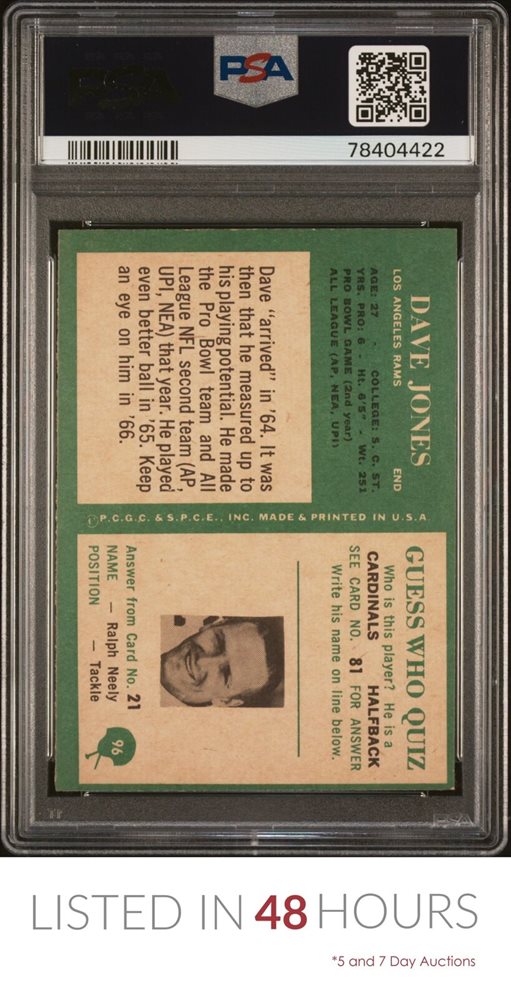 PSA
78404422
DAVE JONES
LOS ANGELES RAMS END
AGE: 27 - COLLEGE: S. C. ST.
YRS. PRO: 6 - Ht. 6'5" - Wt. 251
PRO BOWL GAME (2nd year)
ALL LEAGUE (AP, NEA, UPI)
Dave "arrived" in '64. It was
then that he measured up to
his playing potential. He made
the Pro Bowl team and All
League NFL second team (AP,
UPI, NEA) that year. He played
even better ball in '65. Keep
an eye on him in '66.
©P.C.G.C. & S.P.C.E., INC. MADE & PRINTED IN U.S.A.
GUESS WHO QUIZ
Who is this player? He is a
CARDINALS HALFBACK
SEE CARD NO. 81 FOR ANSWER
Write his name on line below.
Answer from Card No. 21
NAME — Ralph Neely
POSITION — Tackle
96
PSA
LISTED IN 48 HOURS
*5 and 7 Day Auctions